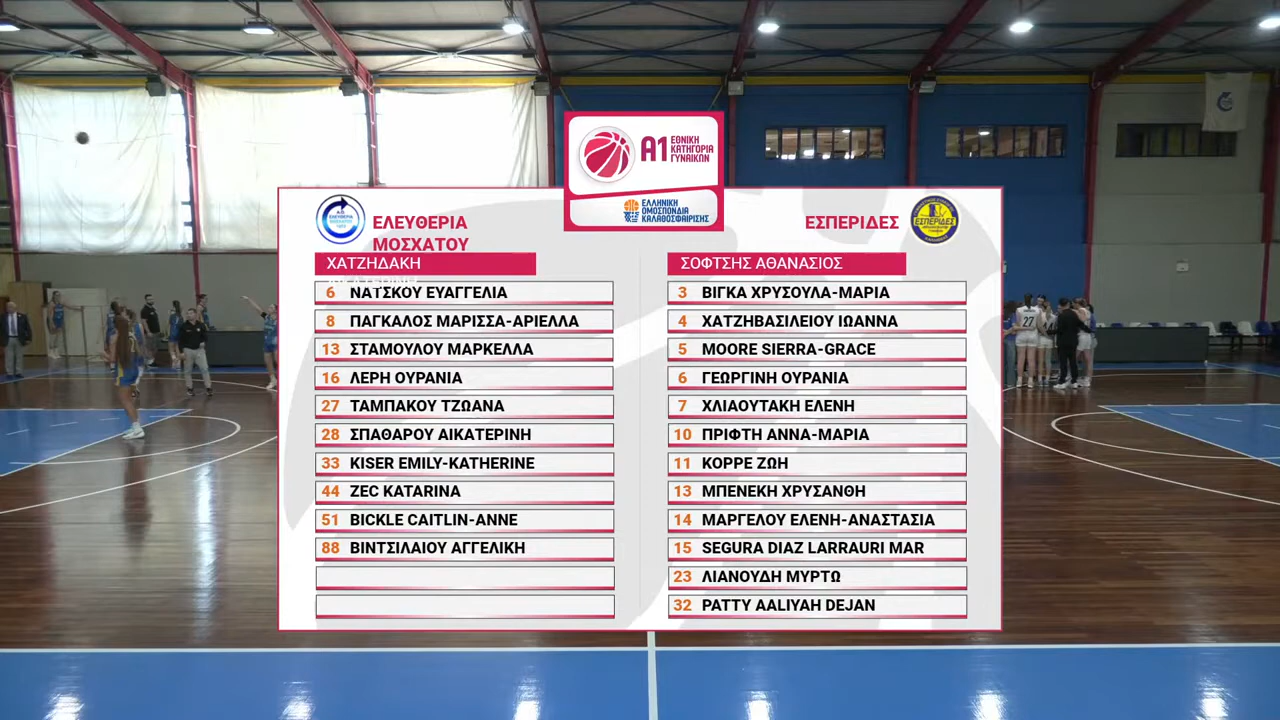 A1 ΕΘΝΙΚΗ
ΚΑΤΗΓΟΡΙΑ
ΓΥΝΑΙΚΩΝ
ΕΛΛΗΝΙΚΗ
ΟΜΟΣΠΟΝΔΙΑ
ΚΑΛΑΘΟΣΦΑΙΡΙΣΗΣ
ΕΛΕΥΘΕΡΙΑ
ΜΟΣΧΑΤΟΥ
ΧΑΤΖΗΔΑΚΗ
6 ΝΑΤΣΚΟΥ ΕΥΑΓΓΕΛΙΑ
8 ΠΑΓΚΑΛΟΣ ΜΑΡΙΣΣΑ-ΑΡΙΕΛΛΑ
13 ΣΤΑΜΟΥΛΟΥ ΜΑΡΚΕΛΛΑ
16 ΛΕΡΗ ΟΥΡΑΝΙΑ
27 ΤΑΜΠΑΚΟΥ ΤΖΩΑΝΑ
28 ΣΠΑΘΑΡΟΥ ΑΙΚΑΤΕΡΙΝΗ
33 KISER EMILY-KATHERINE
44 ZEC KATARINA
51 BICKLE CAITLIN-ANNE
88 ΒΙΝΤΣΙΛΑΙΟΥ ΑΓΓΕΛΙΚΗ
ΕΣΠΕΡΙΔΕΣ
ΕΣΠΕΡΙΔΕΣ
ΣΟΦΤΣΗΣ ΑΘΑΝΑΣΙΟΣ
3 ΒΙΓΚΑ ΧΡΥΣΟΥΛΑ-ΜΑΡΙΑ
4 ΧΑΤΖΗΒΑΣΙΛΕΙΟΥ ΙΩΑΝΝΑ
5 MOORE SIERRA-GRACE
6 ΓΕΩΡΓΙΝΗ ΟΥΡΑΝΙΑ
7 ΧΛΙΑΟΥΤΑΚΗ ΕΛΕΝΗ
10 ΠΡΙΦΤΗ ΑΝΝΑ-ΜΑΡΙΑ
11 ΚΟΡΡΕ ΖΩΗ
13 ΜΠΕΝΕΚΗ ΧΡΥΣΑΝΘΗ
14 ΜΑΡΓΕΛΟΥ ΕΛΕΝΗ-ΑΝΑΣΤΑΣΙΑ
15 SEGURA DIAZ LARRAURI MAR
23 ΛΙΑΝΟΥΔΗ ΜΥΡΤΩ
32 PATTY AALIYAH DEJAN
27